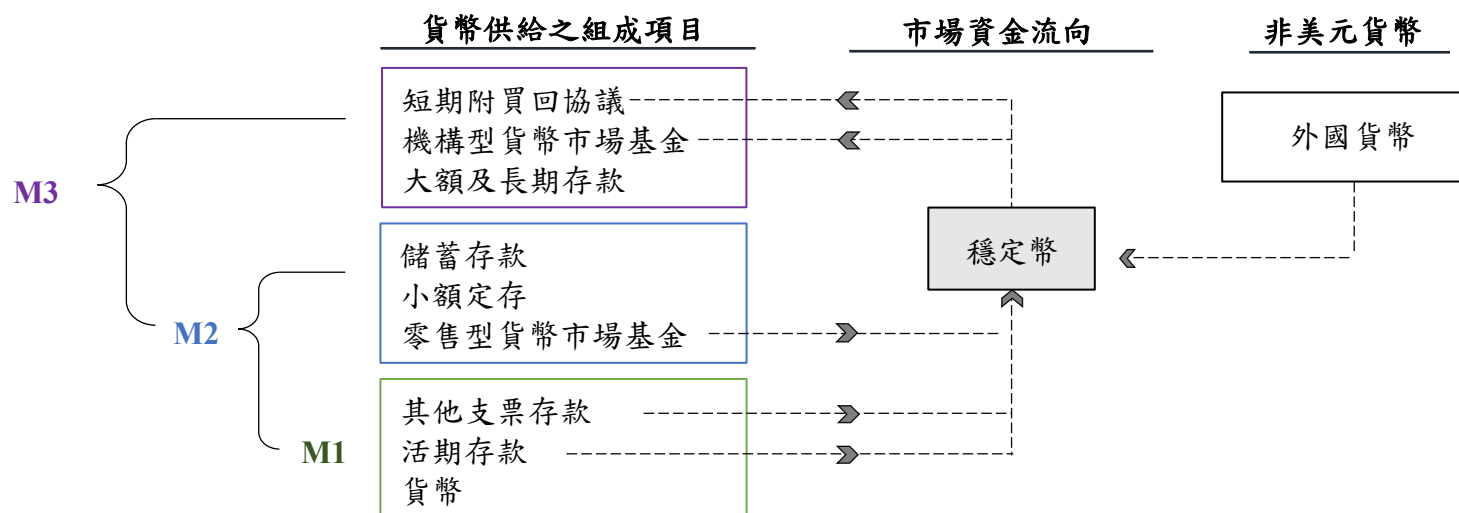 貨幣供給之組成項目
市場資金流向
非美元貨幣
短期附買回協議
機構型貨幣市場基金
大額及長期存款
外國貨幣
M3
穩定幣
儲蓄存款
小額定存
零售型貨幣市場基金
M2
其他支票存款
活期存款
貨幣
M1